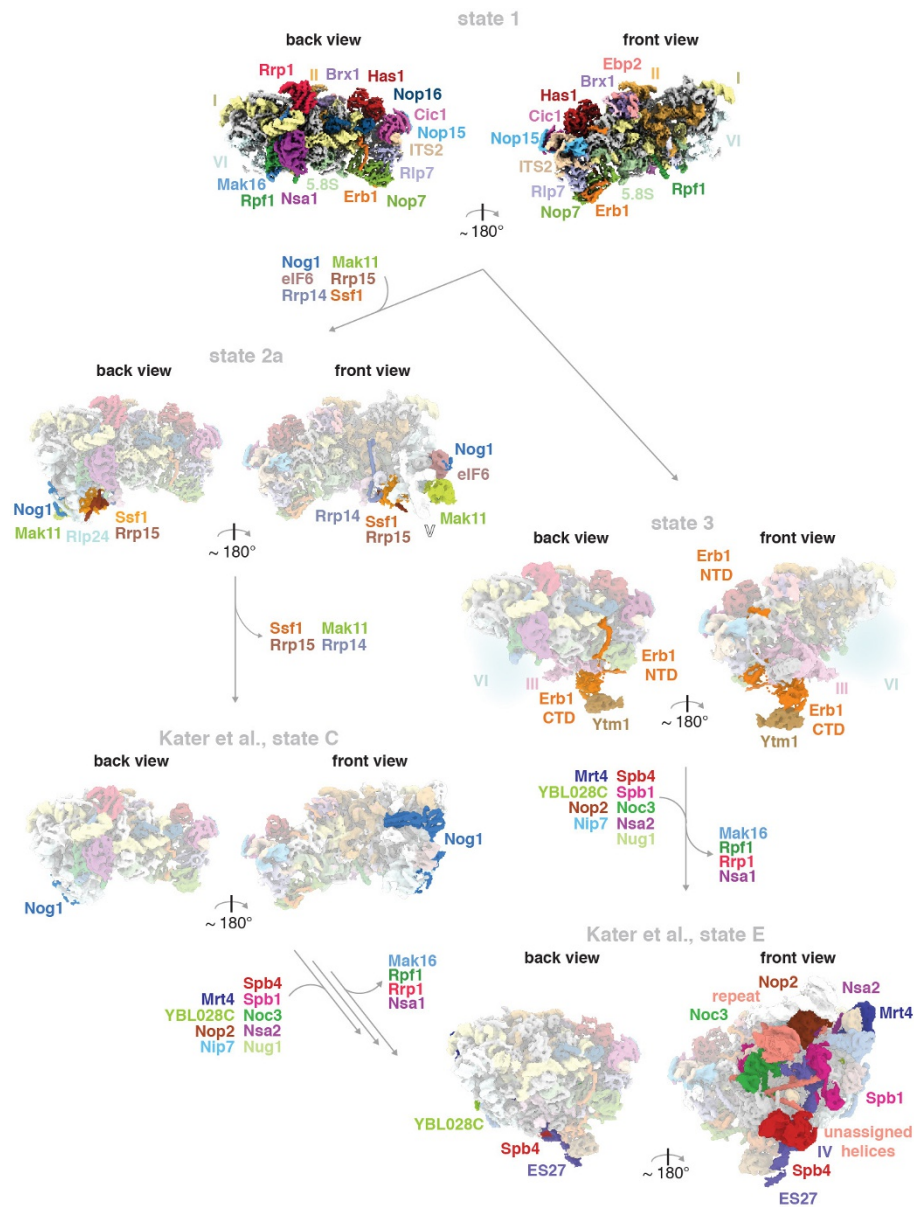 state 1
back view
front view
Rrp1
II
Brx1
Has1
Nop16
Cic1
Nop15
ITS2
Rlp7
Nop7
Erb1
5.8S
Nsa1
Rpf1
Mak16
VI
I
Ebp2
II
Brx1
Has1
Cic1
Nop15
ITS2
Rlp7
Nop7
Erb1
5.8S
Rpf1
VI
I
~ 180°
Nog1 Mak11
eIF6 Rrp15
Rrp14 Ssf1
state 2a
back view
front view
Nog1
Mak11
Rlp24
Ssf1
Rrp15
Nog1
eIF6
Rrp14
Ssf1
Rrp15
V
Mak11
~ 180°
Ssf1 Mak11
Rrp15 Rrp14
state 3
back view
front view
Erb1
NTD
VI
III
Erb1
NTD
Erb1
CTD
Ytm1
III
VI
Erb1
CTD
Ytm1
~ 180°
Kater et al., state C
back view
front view
Nog1
Nog1
~ 180°
Mrt4 Spb4
YBL028C Spb1
Nop2 Noc3
Nip7 Nsa2
Nug1
Mak16
Rpf1
Rrp1
Nsa1
Spb4
Mrt4 Spb1
YBL028C Noc3
Nop2 Nsa2
Nip7 Nug1
Mak16
Rpf1
Rrp1
Nsa1
Kater et al., state E
back view
front view
YBL028C
Spb4
ES27
Nop2
Nsa2
repeat
Noc3
Mrt4
Spb1
unassigned
IV helices
Spb4
ES27
~ 180°